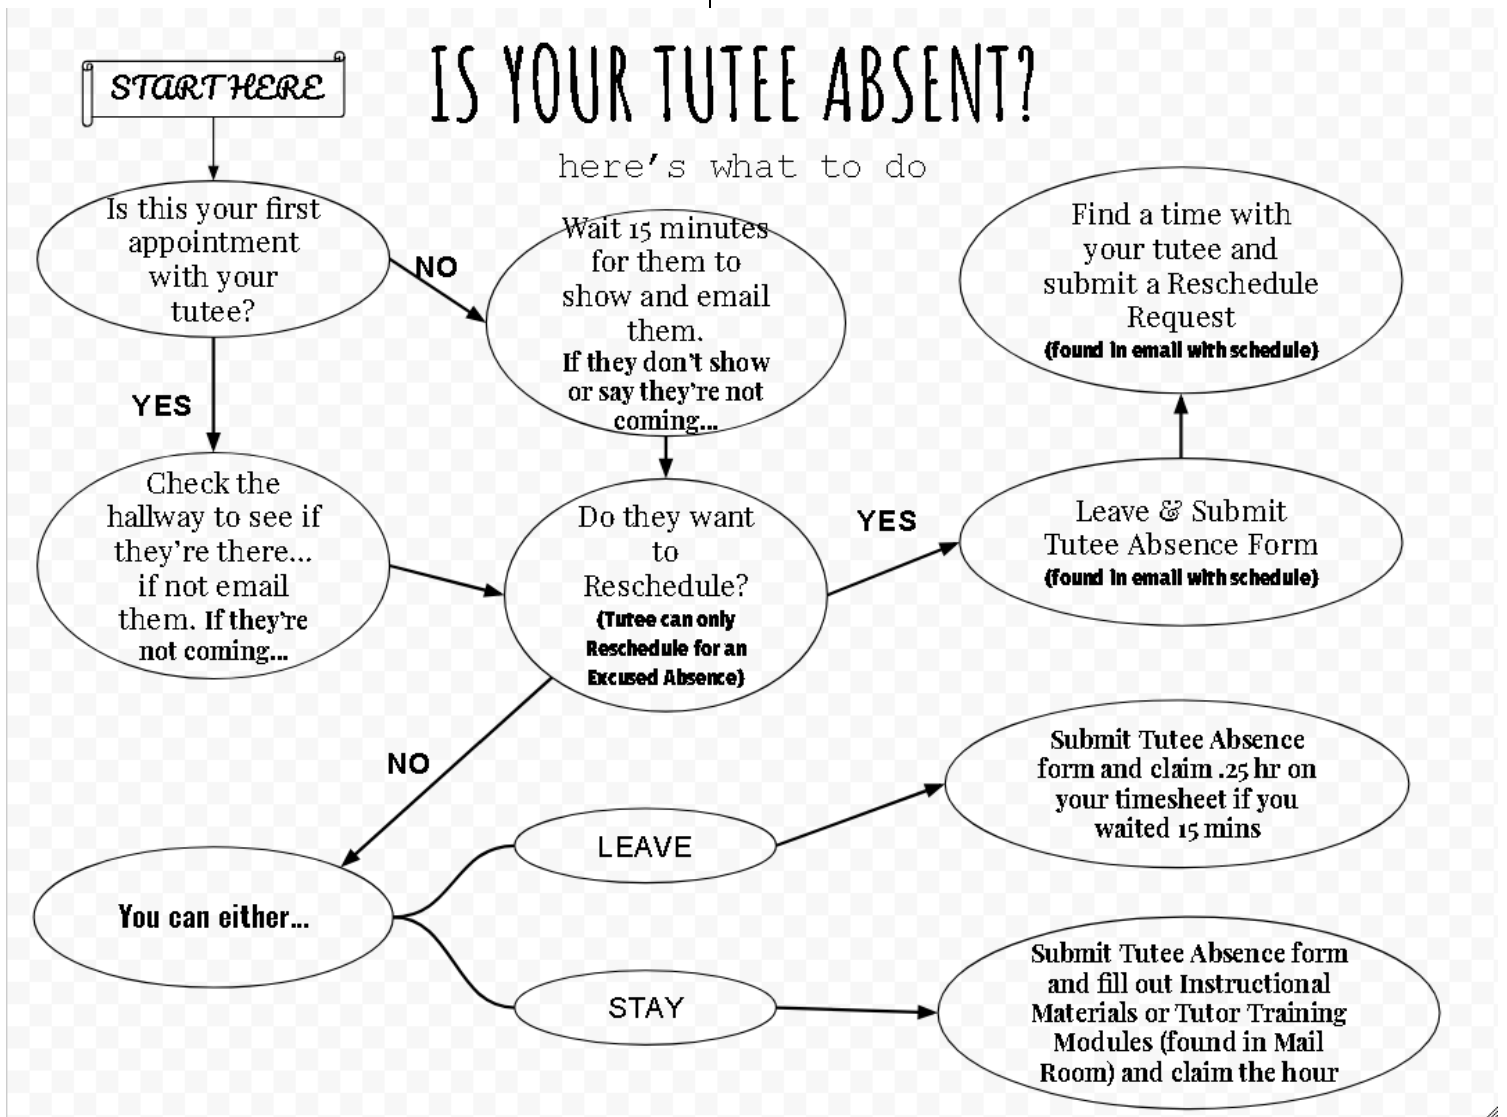 START HERE
IS YOUR TUTEE ABSENT?
here's what to do
Is this your first
appointment
with your
tutee?
NO
Wait 15 minutes
for them to
show and email
them.
If they don't show
or say they're not
coming...
Find a time with
your tutee and
submit a Reschedule
Request
(found in email with schedule)
YES
Check the
hallway to see if
they're there...
if not email
them. If they're
not coming...
Do they want
to
Reschedule?
(Tutee can only
Reschedule for an
Excused Absence)
YES
Leave & Submit
Tutee Absence Form
(found in email with schedule)
NO
You can either...
LEAVE
Submit Tutee Absence
form and claim .25 hr on
your timesheet if you
waited 15 mins
STAY
Submit Tutee Absence form
and fill out Instructional
Materials or Tutor Training
Modules (found in Mail
Room) and claim the hour